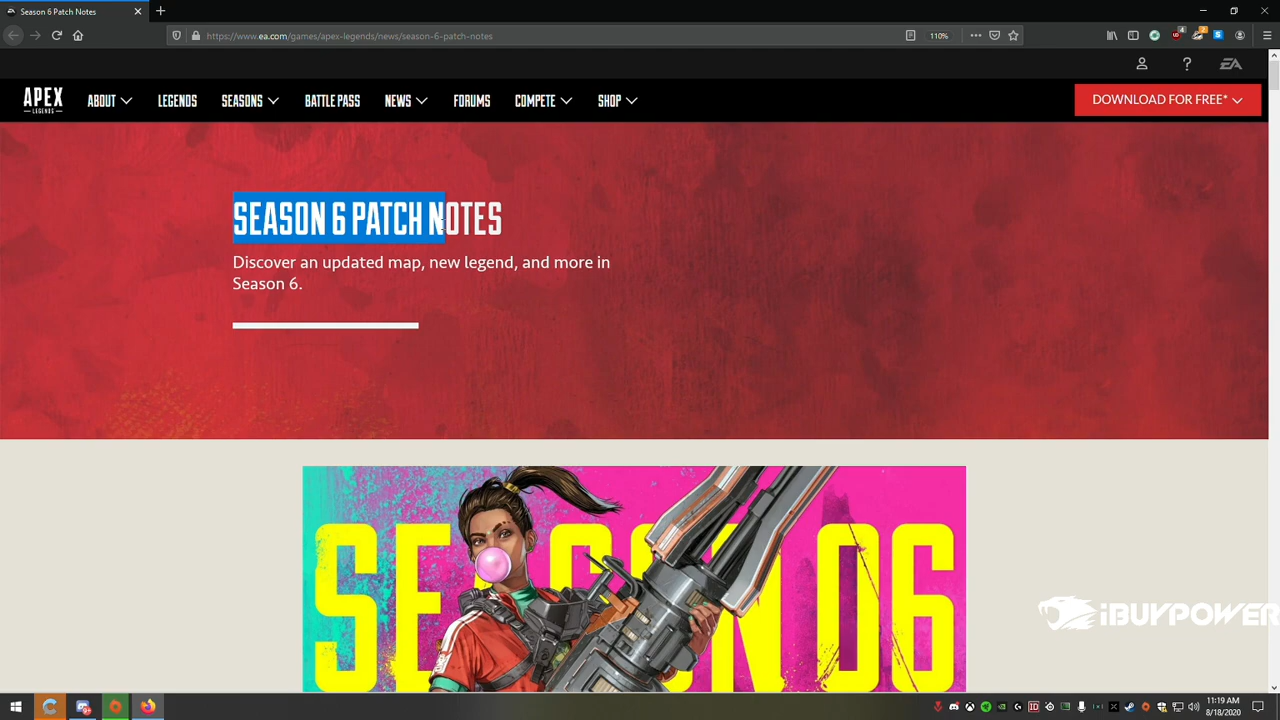 Season 6 Patch Notes
https://www.ea.com/games/apex-legends/news/season-6-patch-notes
110%
EA
APEX
LEGENDS
ABOUT
LEGENDS
SEASONS
BATTLE PASS
NEWS
FORUMS
COMPETE
SHOP
DOWNLOAD FOR FREE*
SEASON 6 PATCH NOTES
Discover an updated map, new legend, and more in
Season 6.
SEASON 06
iBUYPOWER
11:19 AM
8/18/2020